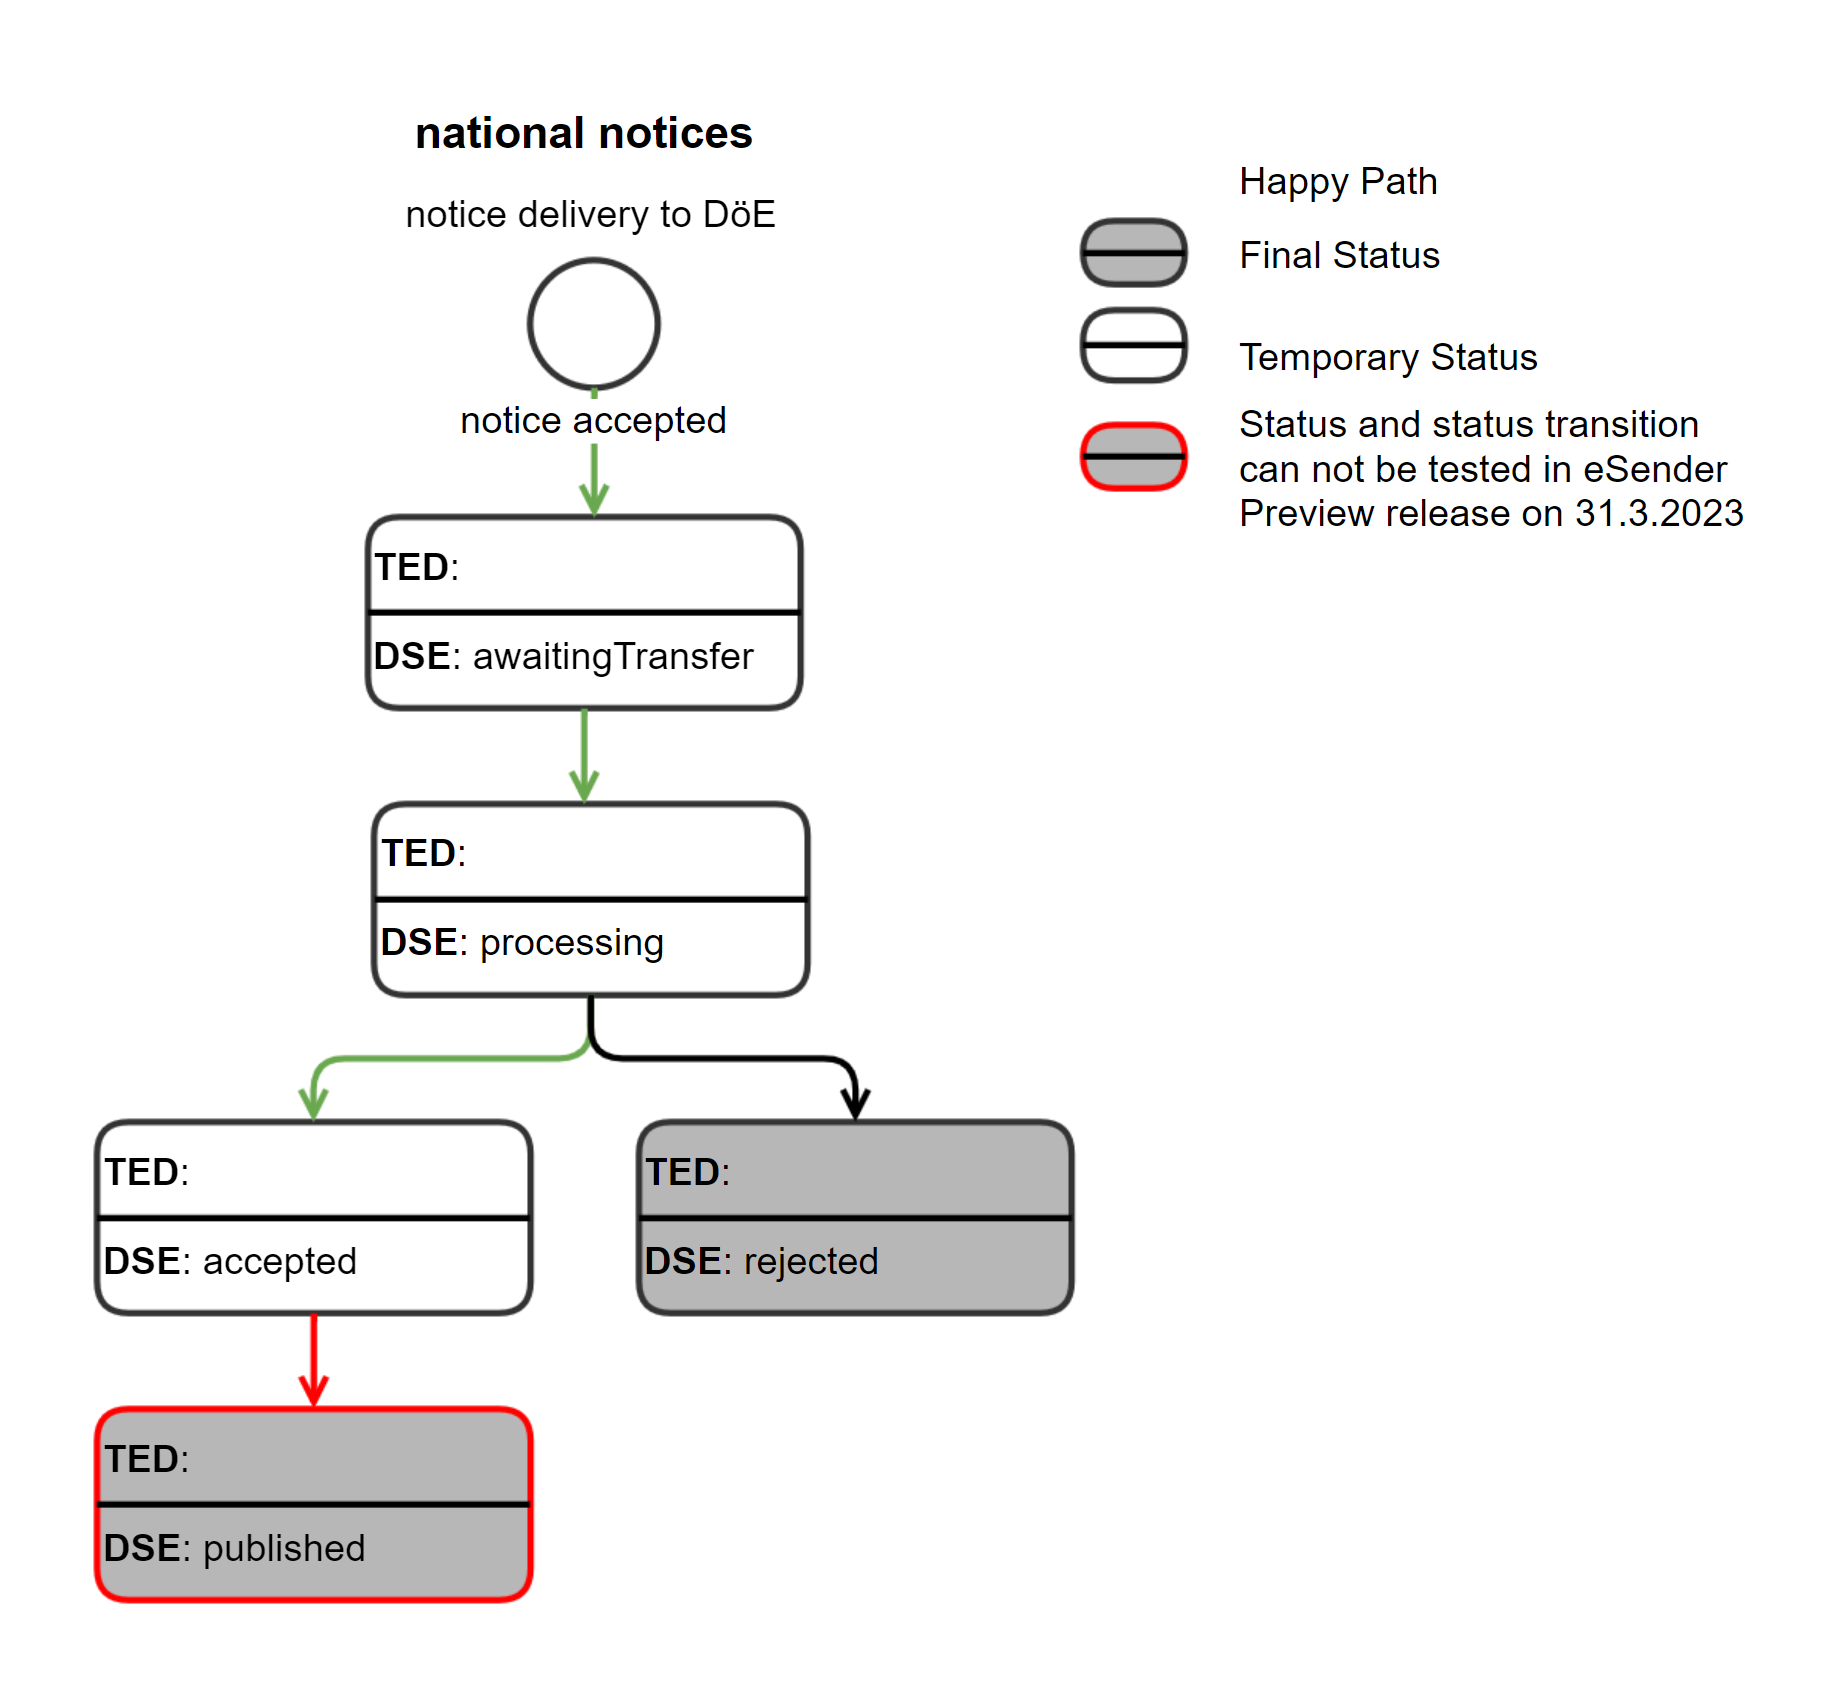 national notices
notice delivery to DöE
notice accepted
TED:
DSE: awaitingTransfer
TED:
DSE: processing
TED:
DSE: accepted
TED:
DSE: rejected
TED:
DSE: published
Happy Path
Final Status
Temporary Status
Status and status transition
can not be tested in eSender
Preview release on 31.3.2023